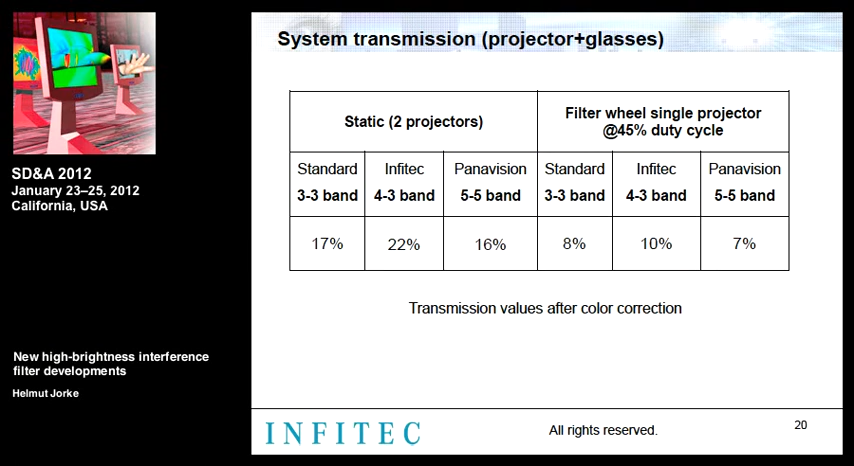 SD&A 2012
January 23–25, 2012
California, USA
New high-brightness interference
filter developments
Helmut Jorke
System transmission (projector+glasses)
Static (2 projectors)
Filter wheel single projector
@45% duty cycle
Standard Infitec Panavision Standard Infitec Panavision
3-3 band 4-3 band 5-5 band 3-3 band 4-3 band 5-5 band
17% 22% 16% 8% 10% 7%
Transmission values after color correction
INFITEC
All rights reserved.
20